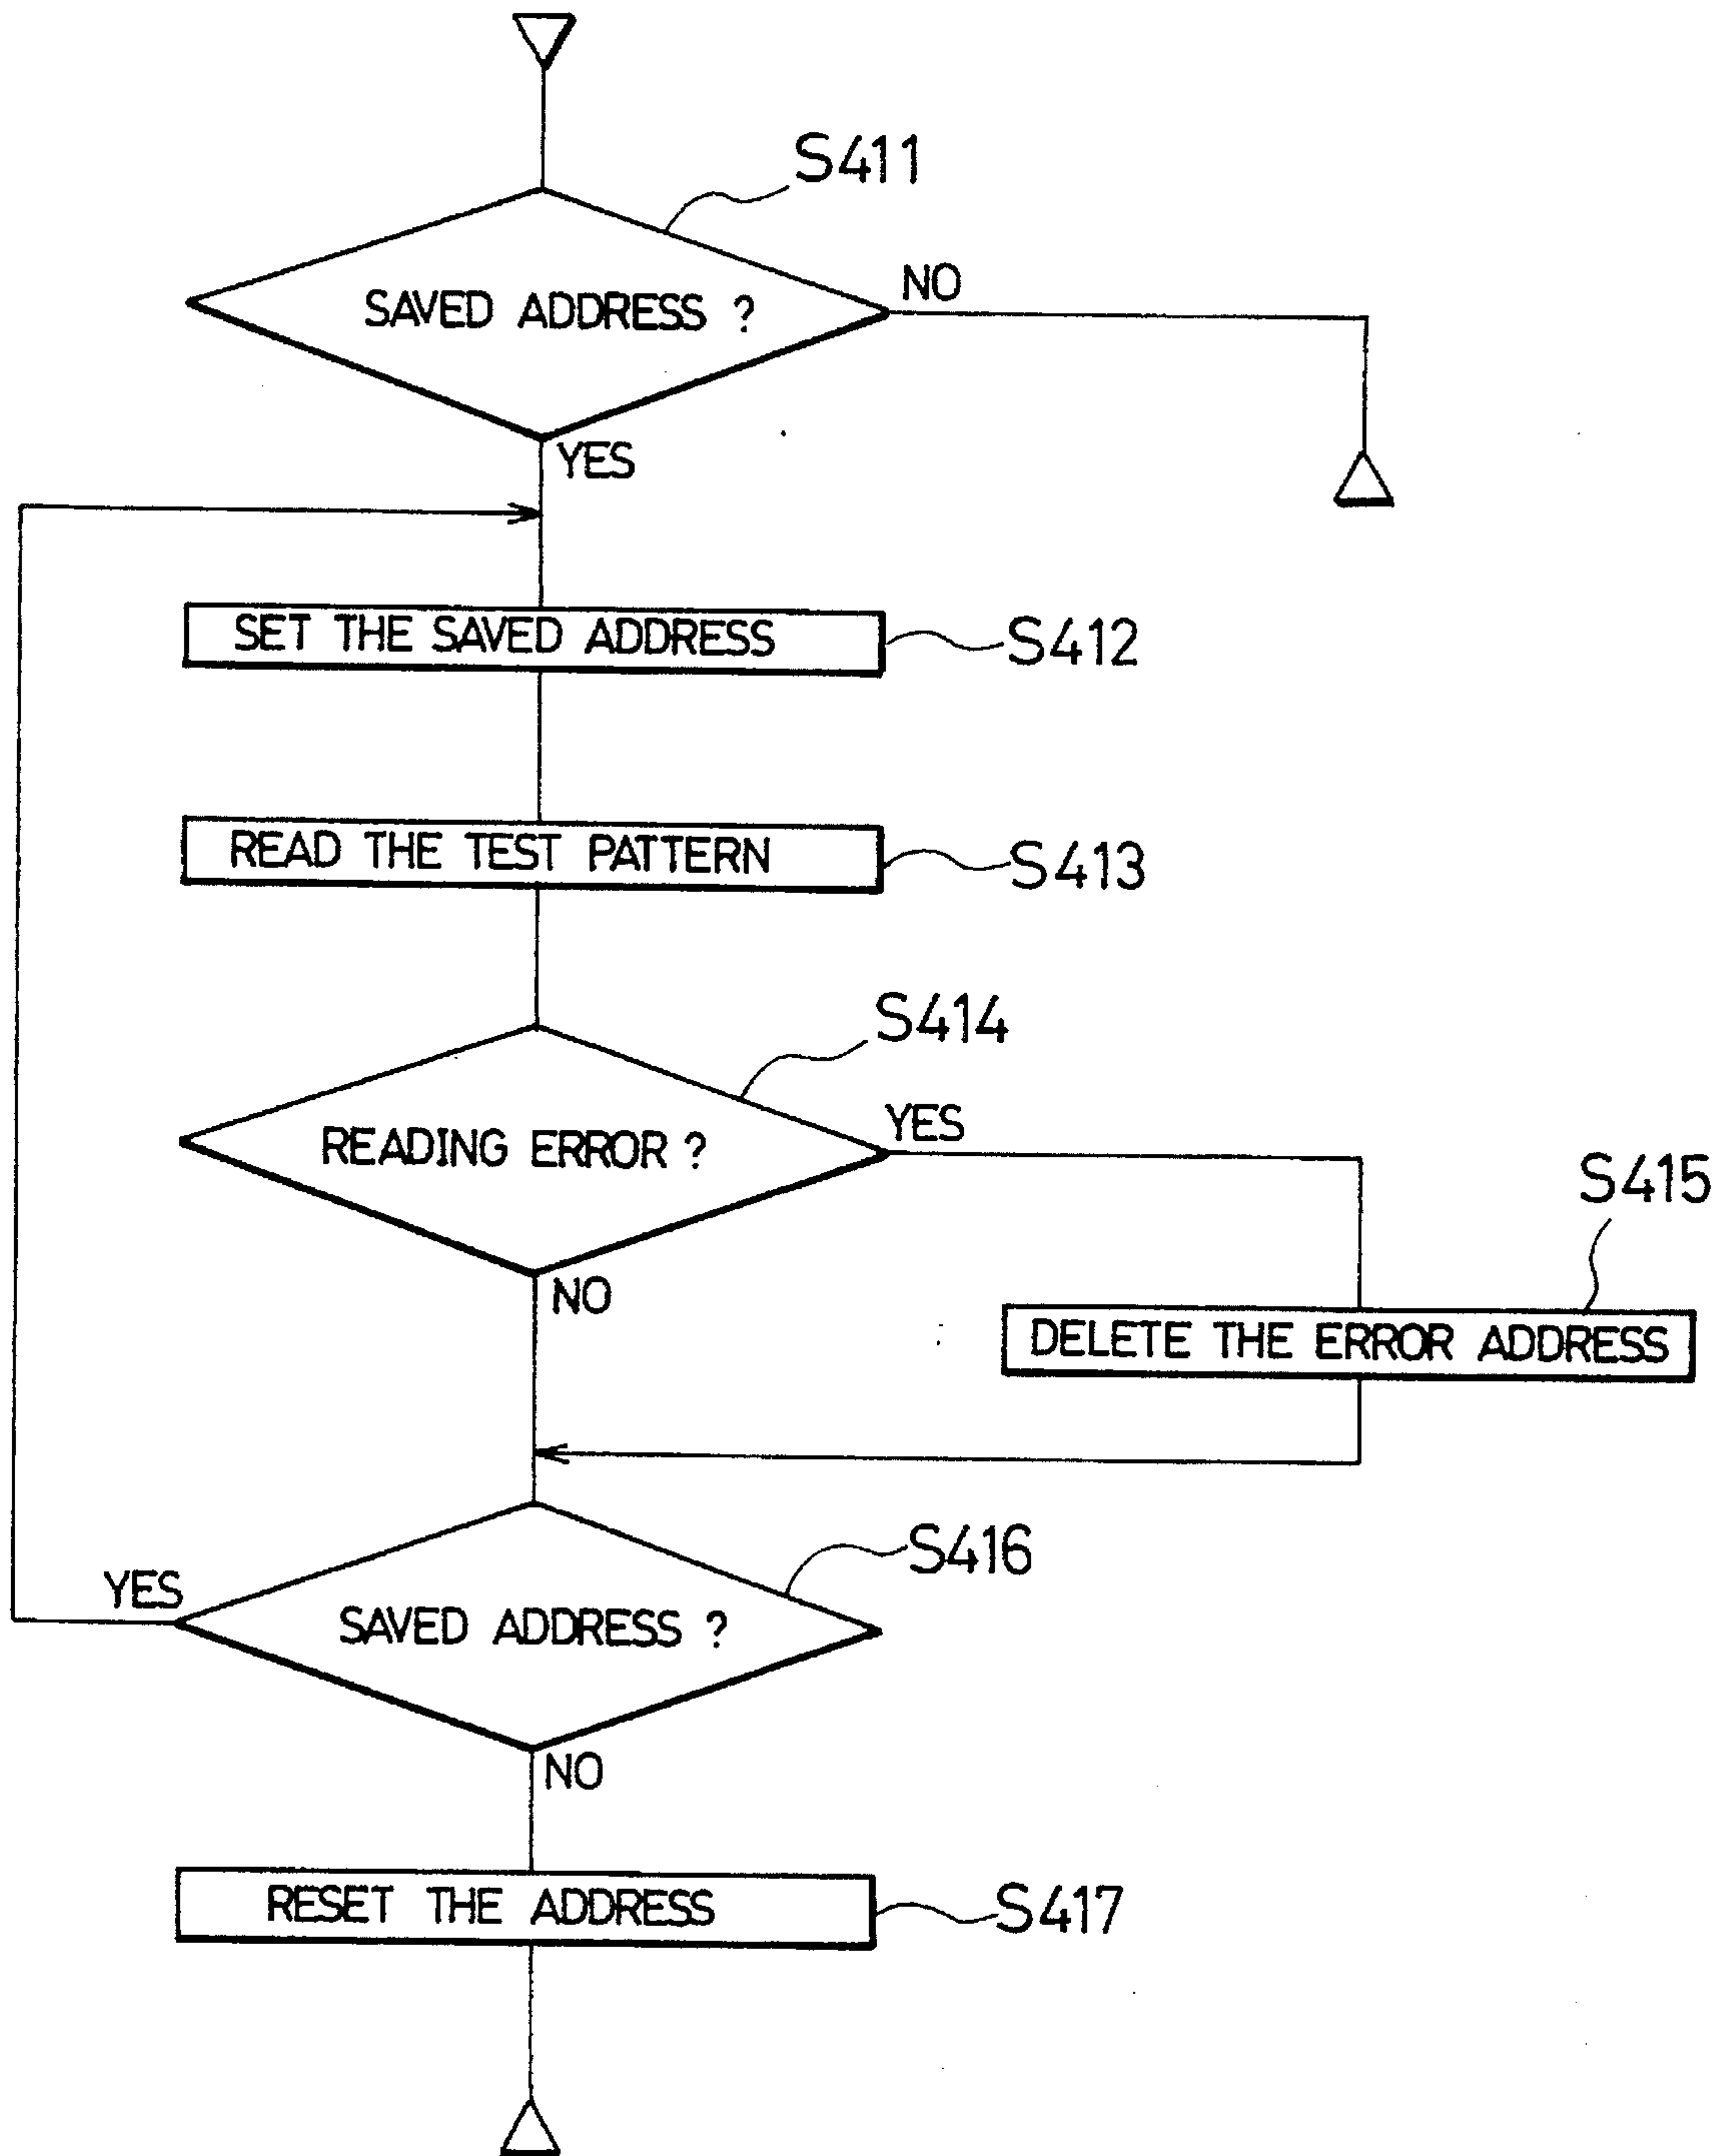 S411
SAVED ADDRESS ?
NO
YES
SET THE SAVED ADDRESS
S412
READ THE TEST PATTERN
S413
S414
READING ERROR ?
YES
S415
NO
DELETE THE ERROR ADDRESS
S416
YES
SAVED ADDRESS ?
NO
RESET THE ADDRESS
S417